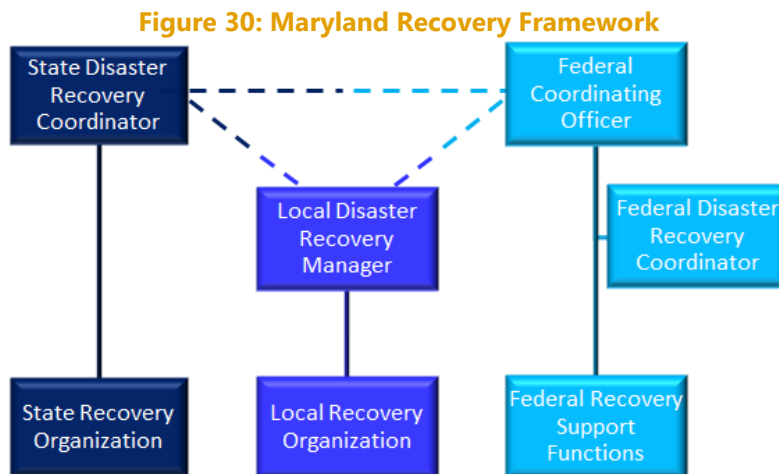 Figure 30: Maryland Recovery Framework
State Disaster
Recovery
Coordinator
Federal
Coordinating
Officer
Local Disaster
Recovery
Manager
Federal Disaster
Recovery
Coordinator
State Recovery
Organization
Local Recovery
Organization
Federal Recovery
Support
Functions